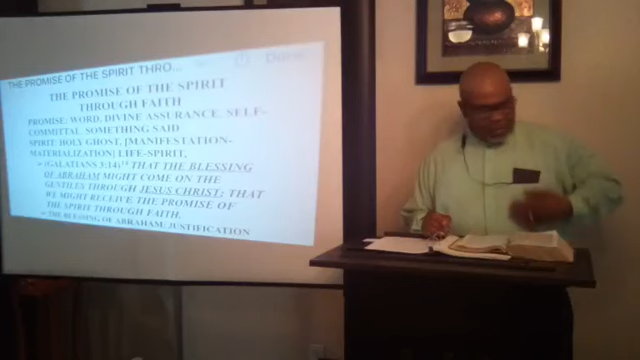 THE PROMISE OF THE SPIRIT THRO...
Done
THE PROMISE OF THE SPIRIT
THROUGH FAITH
PROMISE: WORD, DIVINE ASSURANCE, SELF-
COMMITTAL, SOMETHING SAID
SPIRIT: HOLY GHOST, [MANIFESTATION-
MATERIALIZATION] LIFE-SPIRIT,
(GALATIANS 3:14) 14 THAT THE BLESSING
OF ABRAHAM MIGHT COME ON THE
GENTILES THROUGH JESUS CHRIST; THAT
WE MIGHT RECEIVE THE PROMISE OF
THE SPIRIT THROUGH FAITH.
THE BLESSING OF ABRAHAM: JUSTIFICATION